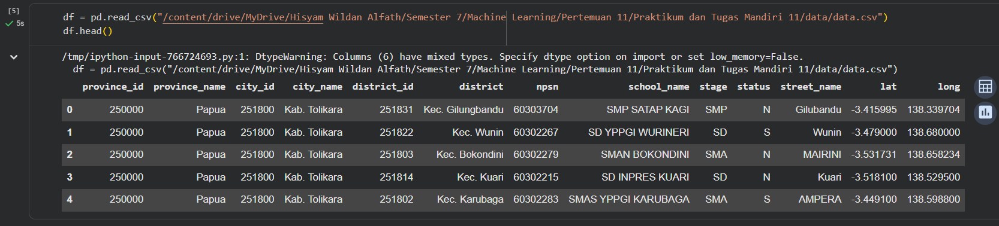 [5]
5s
df = pd.read_csv("/content/drive/MyDrive/Hisyam Wildan Alfath/Semester 7/Machine Learning/Pertemuan 11/Praktikum dan Tugas Mandiri 11/data/data.csv")
df.head()
/tmp/ipython-input-766724693.py:1: DtypeWarning: Columns (6) have mixed types. Specify dtype option on import or set low_memory=False.
df = pd.read_csv("/content/drive/MyDrive/Hisyam Wildan Alfath/Semester 7/Machine Learning/Pertemuan 11/Praktikum dan Tugas Mandiri 11/data/data.csv")
province_id province_name city_id city_name district_id district npsn school_name stage status street_name lat long
0 250000 Papua 251800 Kab. Tolikara 251831 Kec. Gilungbandu 60303704 SMP SATAP KAGI SMP N Gilubandu -3.415995 138.339704
1 250000 Papua 251800 Kab. Tolikara 251822 Kec. Wunin 60302267 SD YPPGI WURINERI SD S Wunin -3.479000 138.680000
2 250000 Papua 251800 Kab. Tolikara 251803 Kec. Bokondini 60302279 SMAN BOKONDINI SMA N MAIRINI -3.531731 138.658234
3 250000 Papua 251800 Kab. Tolikara 251814 Kec. Kuari 60302215 SD INPRES KUARI SD N Kuari -3.518100 138.529500
4 250000 Papua 251800 Kab. Tolikara 251802 Kec. Karubaga 60302283 SMAS YPPGI KARUBAGA SMA S AMPERA -3.449100 138.598800